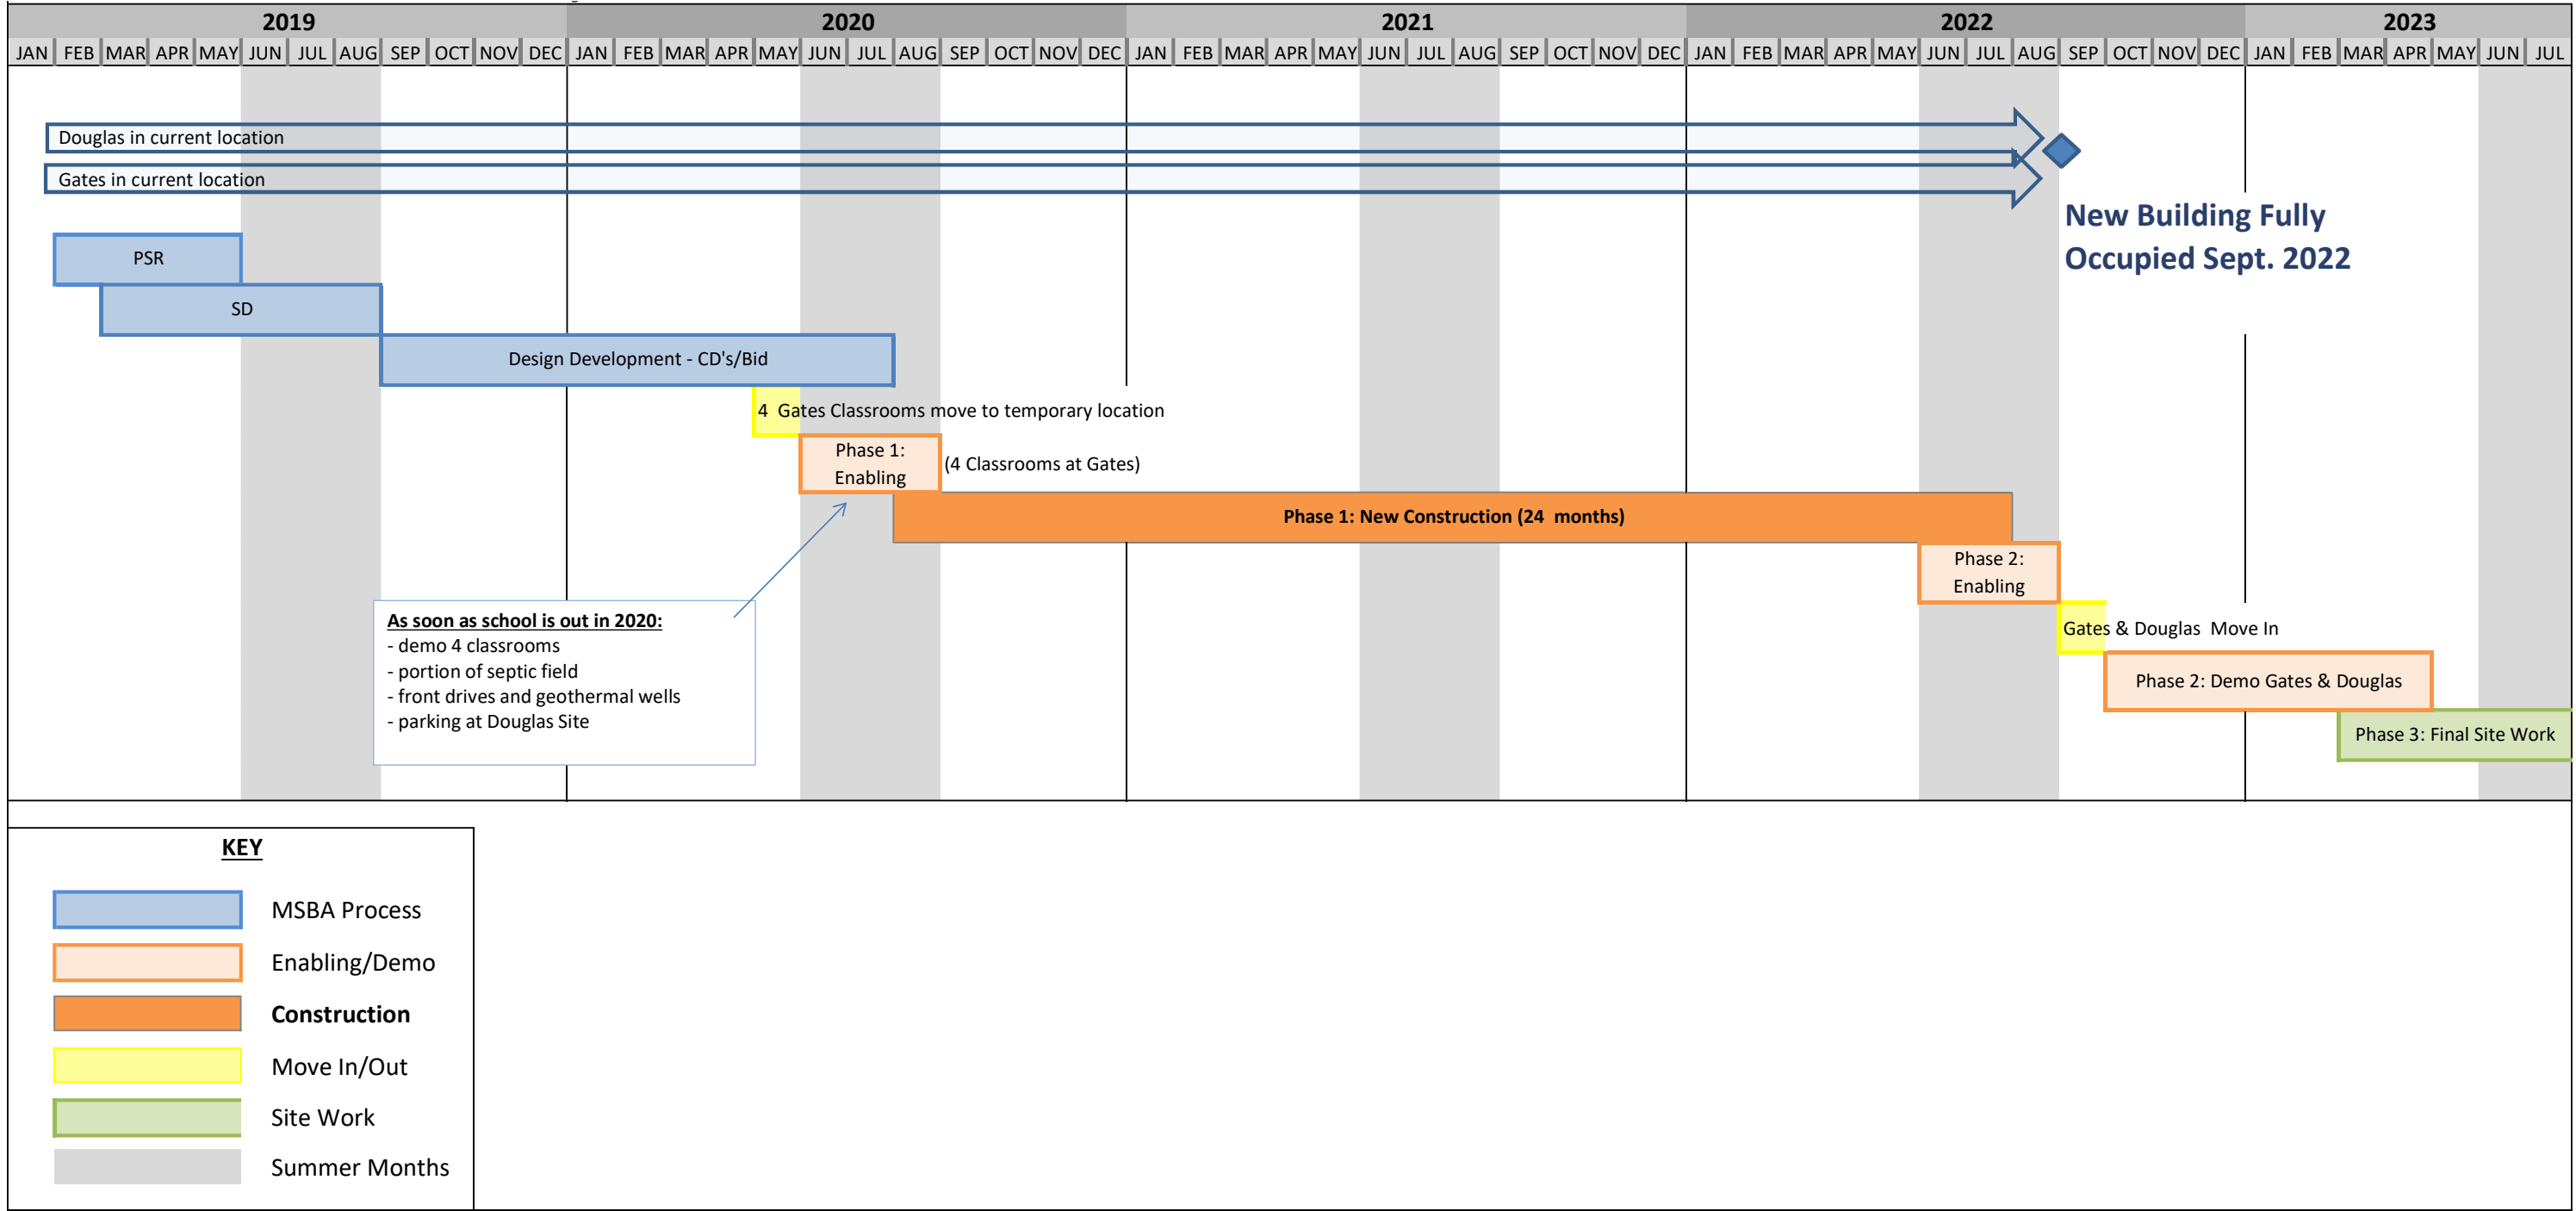 2019 2020 2021 2022 2023
JAN FEB MAR APR MAY JUN JUL AUG SEP OCT NOV DEC JAN FEB MAR APR MAY JUN JUL AUG SEP OCT NOV DEC JAN FEB MAR APR MAY JUN JUL AUG SEP OCT NOV DEC JAN FEB MAR APR MAY JUN JUL AUG SEP OCT NOV DEC JAN FEB MAR APR MAY JUN JUL
Douglas in current location
Gates in current location
New Building Fully
Occupied Sept. 2022
PSR
SD
Design Development - CD's/Bid
4 Gates Classrooms move to temporary location
Phase 1:
Enabling
(4 Classrooms at Gates)
Phase 1: New Construction (24 months)
Phase 2:
Enabling
As soon as school is out in 2020:
- demo 4 classrooms
- portion of septic field
- front drives and geothermal wells
- parking at Douglas Site
Gates & Douglas Move In
Phase 2: Demo Gates & Douglas
Phase 3: Final Site Work
KEY
MSBA Process
Enabling/Demo
Construction
Move In/Out
Site Work
Summer Months